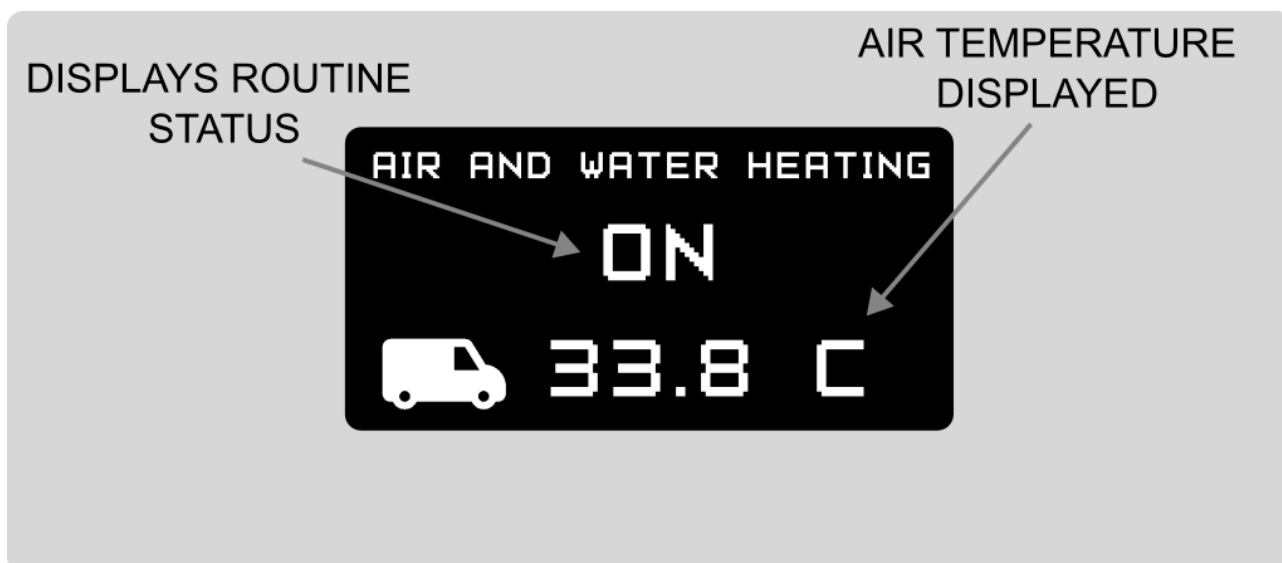 DISPLAYS ROUTINE
STATUS
AIR TEMPERATURE
DISPLAYED
AIR AND WATER HEATING
ON
33.8 C